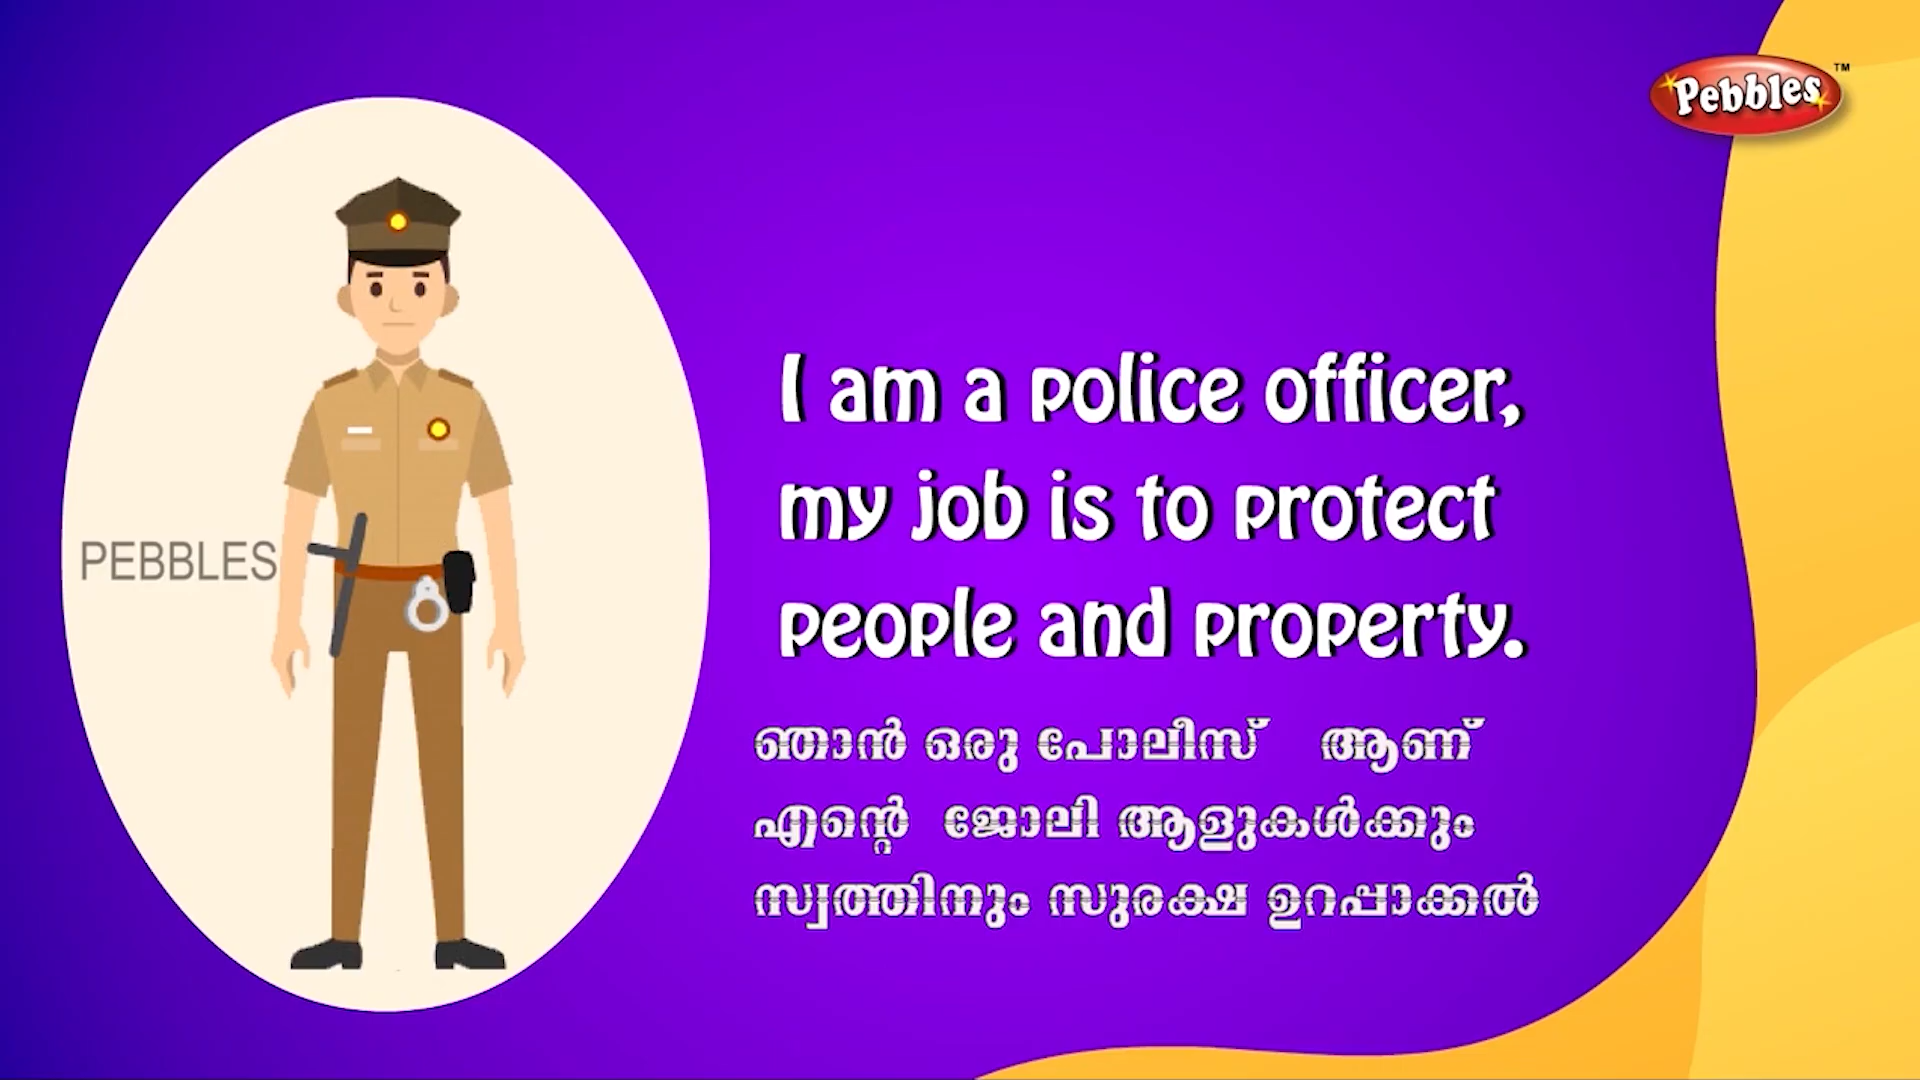 Pebbles™
PEBBLES
I am a police officer,
my job is to protect
people and property.
ഞാൻ ഒരു പോലീസ് ആണ്
എന്റെ ജോലി ആളുകൾക്കും
സ്വത്തിനും സുരക്ഷ ഉറപ്പാക്കൽ